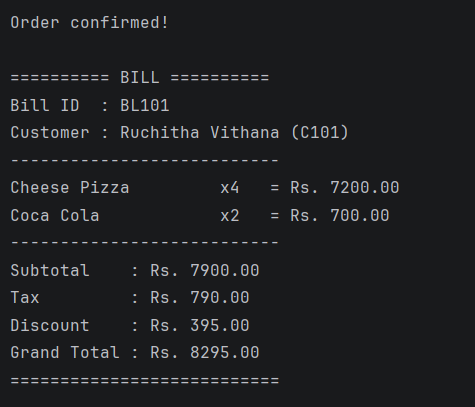 Order confirmed!
========== BILL ==========
Bill ID  : BL101
Customer : Ruchitha Vithana (C101)
---------------------------
Cheese Pizza         x4   = Rs. 7200.00
Coca Cola            x2   = Rs. 700.00
---------------------------
Subtotal    : Rs. 7900.00
Tax         : Rs. 790.00
Discount    : Rs. 395.00
Grand Total : Rs. 8295.00
===========================